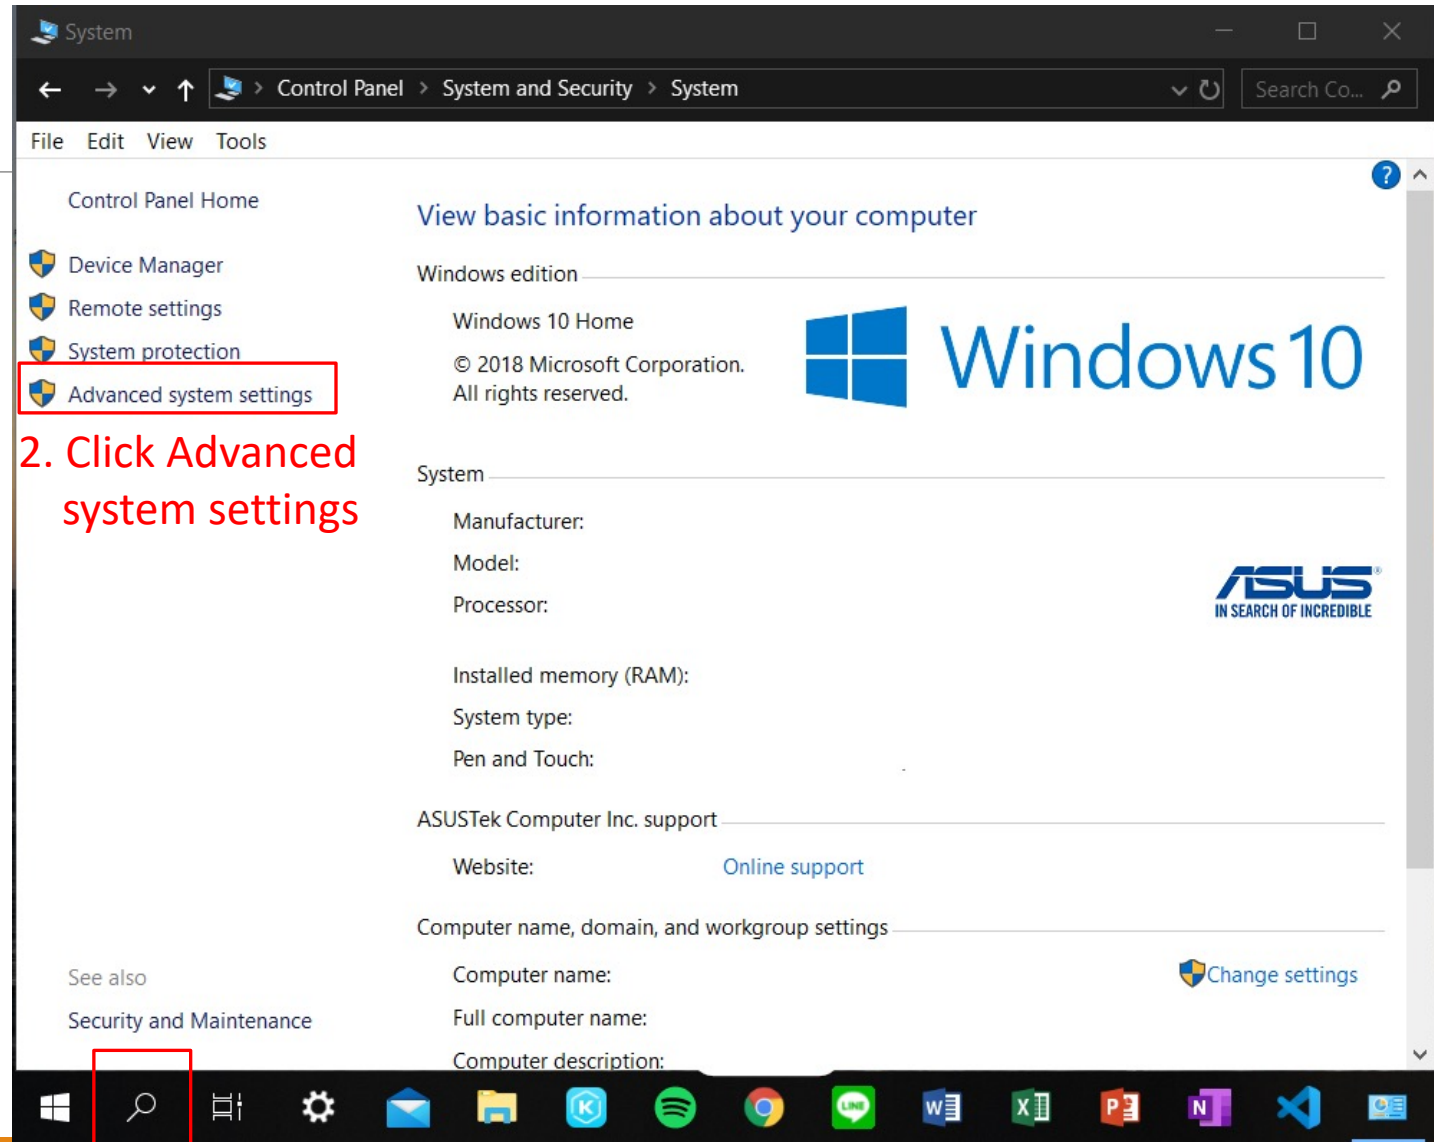 System
Control Panel > System and Security > System
Search Co...
File Edit View Tools
Control Panel Home
Device Manager
Remote settings
System protection
Advanced system settings
2. Click Advanced
system settings
See also
Security and Maintenance
View basic information about your computer
Windows edition
Windows 10 Home
© 2018 Microsoft Corporation.
All rights reserved.
Windows 10
System
Manufacturer:
Model:
Processor:
Installed memory (RAM):
System type:
Pen and Touch:
ASUS®
IN SEARCH OF INCREDIBLE
ASUSTek Computer Inc. support
Website: Online support
Computer name, domain, and workgroup settings
Computer name: Change settings
Full computer name:
Computer description:
K
LINE
W
X
P
N